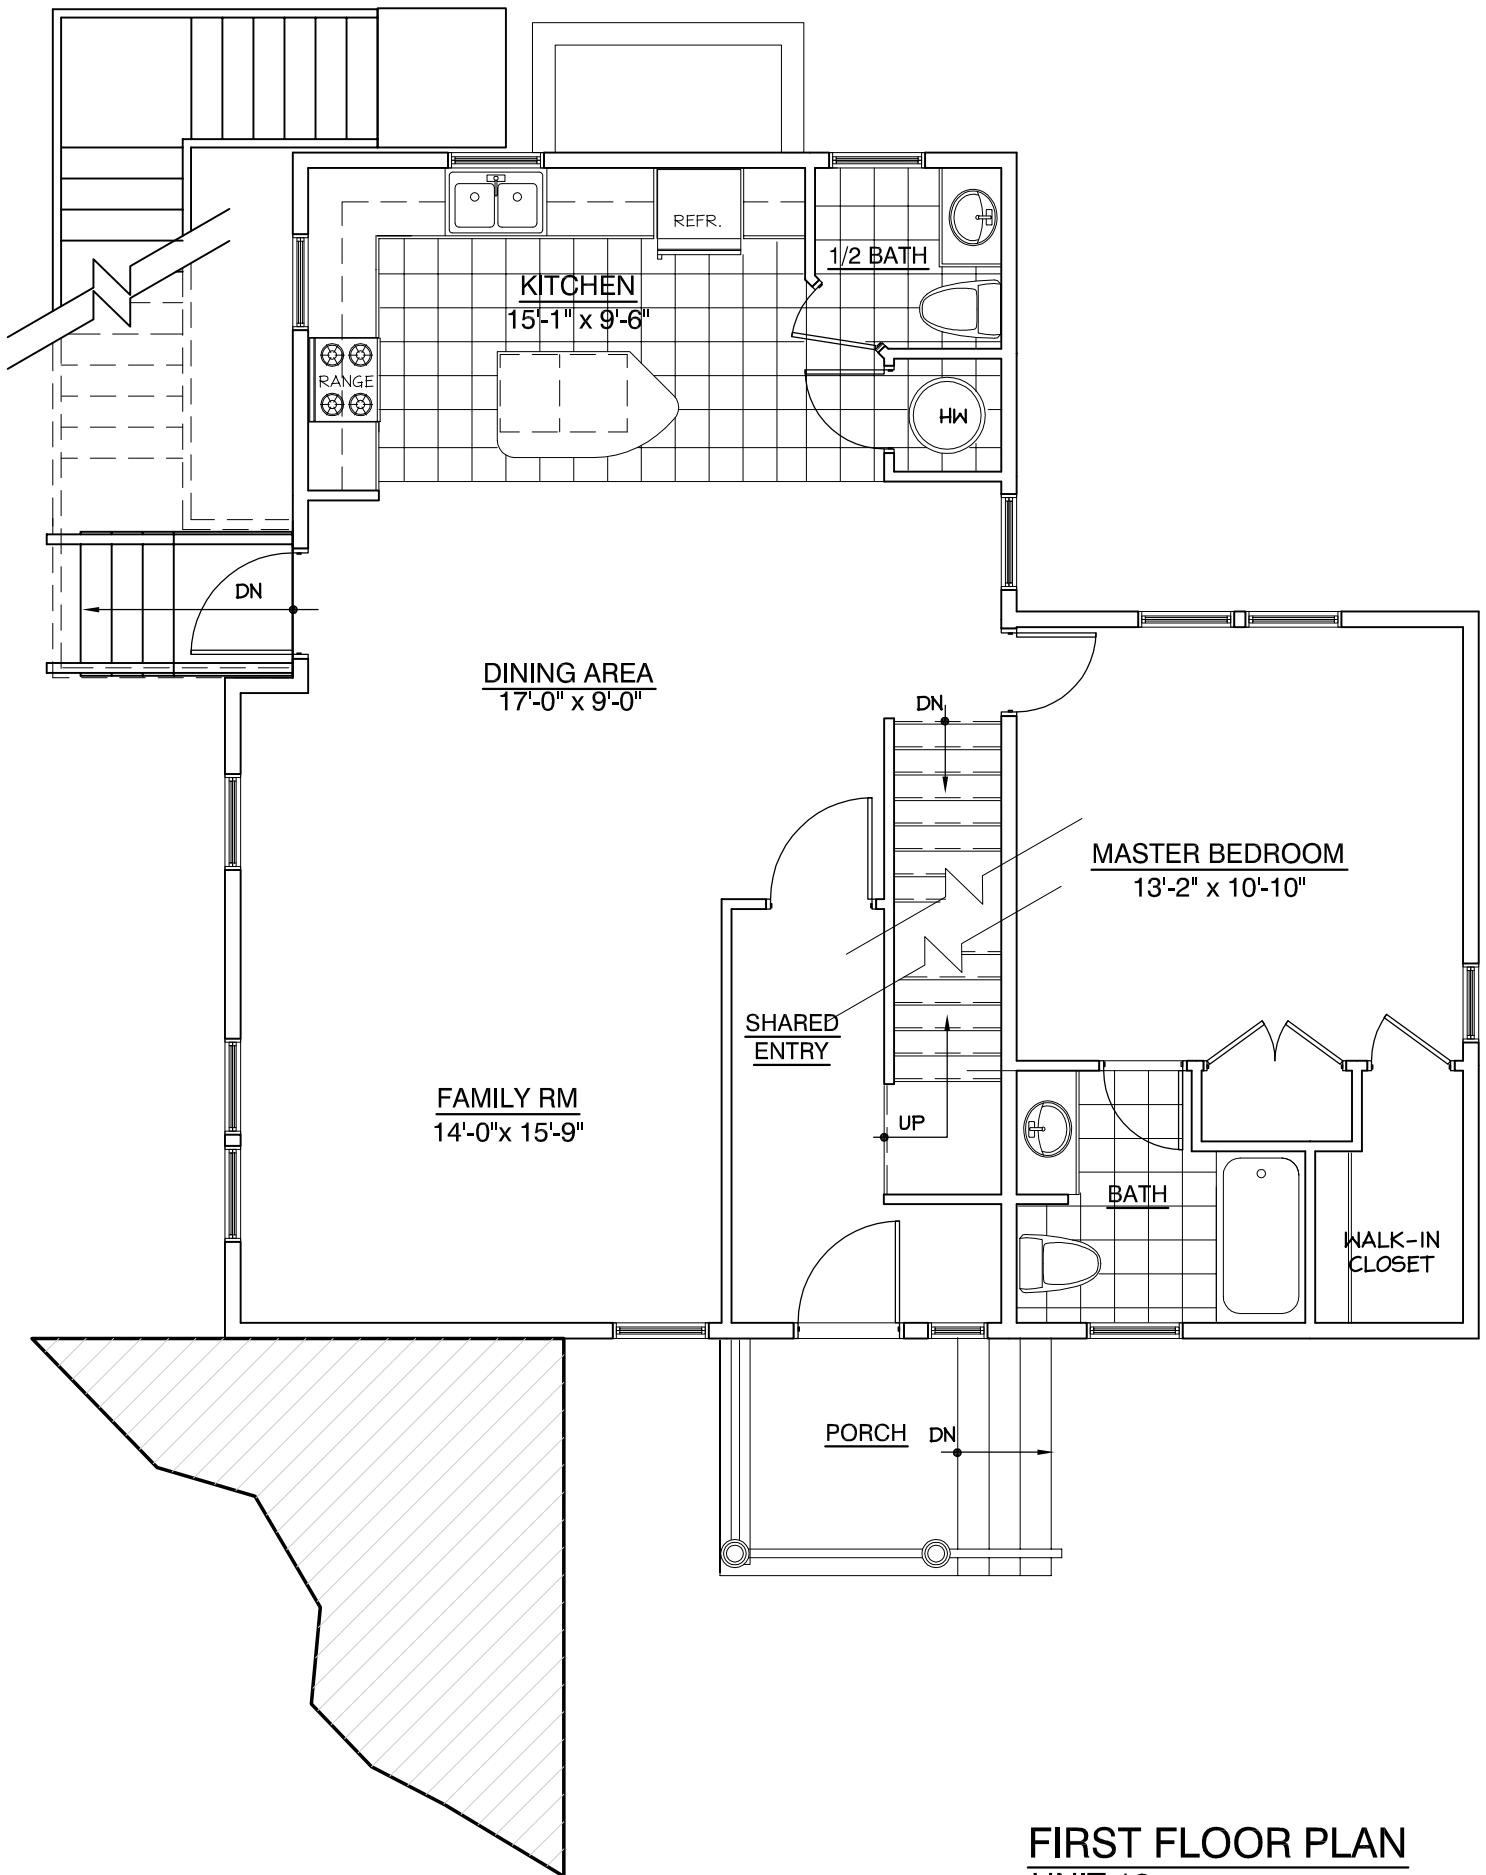 REFR.
1/2 BATH
KITCHEN
15'-1" x 9'-6"
RANGE
HW
DN
DINING AREA
17'-0" x 9'-0"
DN
MASTER BEDROOM
13'-2" x 10'-10"
SHARED
ENTRY
FAMILY RM
14'-0"x 15'-9"
UP
BATH
WALK-IN
CLOSET
PORCH
DN
FIRST FLOOR PLAN